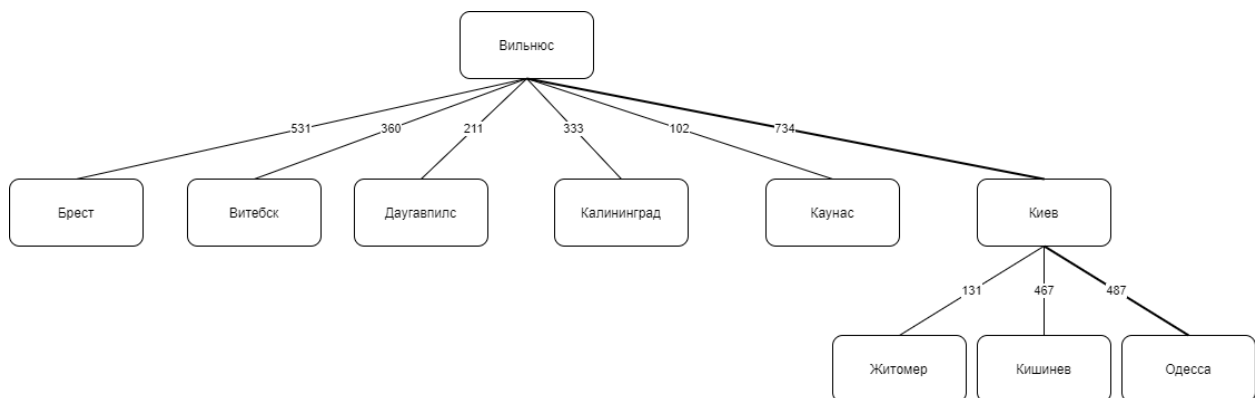 Вильнюс
531
360
211
333
102
734
Брест
Витебск
Даугавпилс
Калининград
Каунас
Киев
131
467
487
Житомер
Кишинев
Одесса